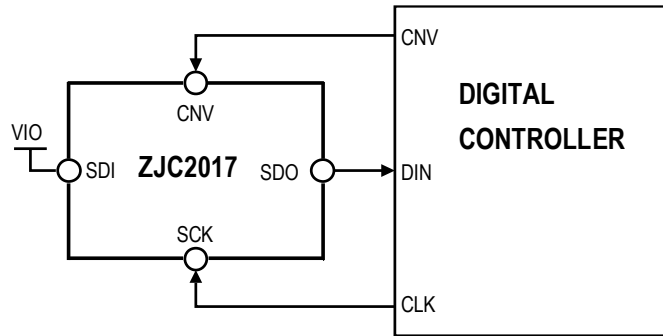 CNV
CNV
DIGITAL
CONTROLLER
VIO
SDI
ZJC2017
SDO
DIN
SCK
CLK